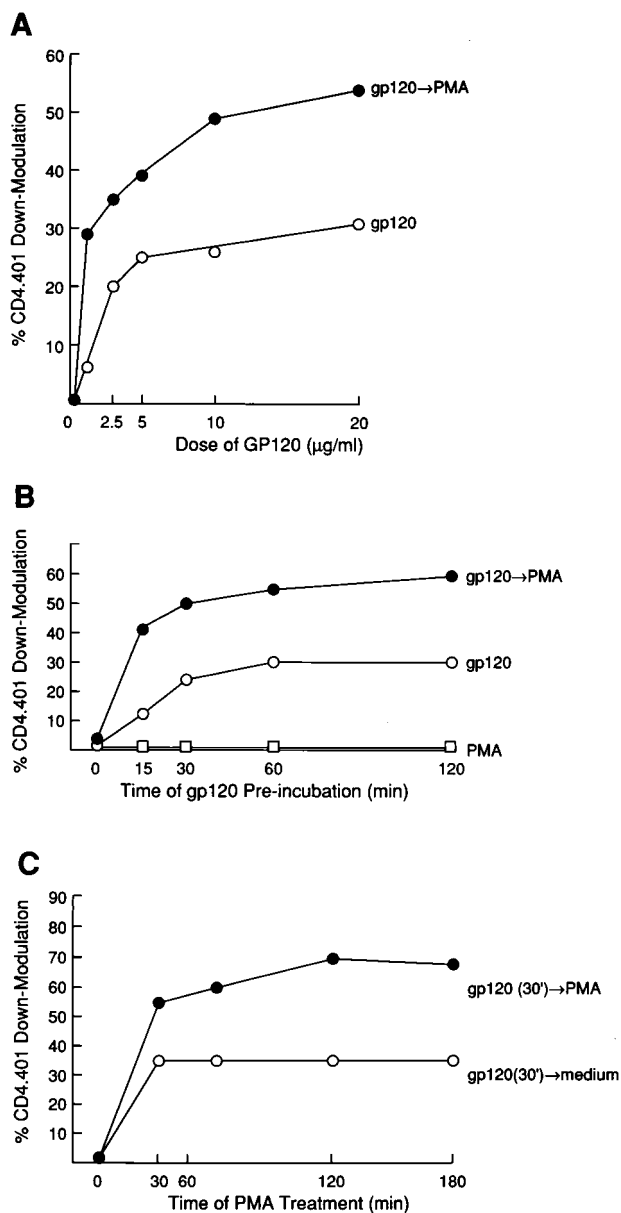 A
% CD4.401 Down-Modulation
60
50
40
30
20
10
0
2.5
5
10
20
gp120→PMA
gp120
Dose of GP120 (µg/ml)
B
% CD4.401 Down-Modulation
60
50
40
30
20
10
0
15
30
60
120
gp120→PMA
gp120
PMA
Time of gp120 Pre-incubation (min)
C
% CD4.401 Down-Modulation
90
80
70
60
50
40
30
20
10
0
30
60
120
180
gp120 (30')→PMA
gp120(30')→medium
Time of PMA Treatment (min)